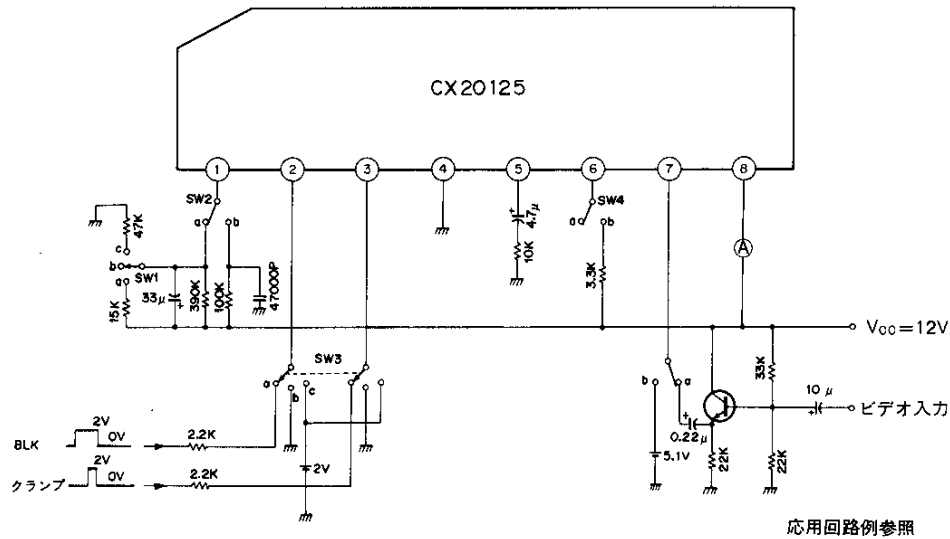 CX20125
1 2 3 4 5 6 7 8
SW2
a b
47K
c
b
a
SW1
15K
33μ
+
390K
100K
47000P
+
4.7μ
10K
SW4
a b
3.3K
A
Vcc=12V
SW3
a b c
b a
33K
10μ
+
ビデオ入力
+
0.22μ
5.1V
22K
22K
BLK
2V
0V
2.2K
クランプ
2V
0V
2.2K
2V
応用回路例参照